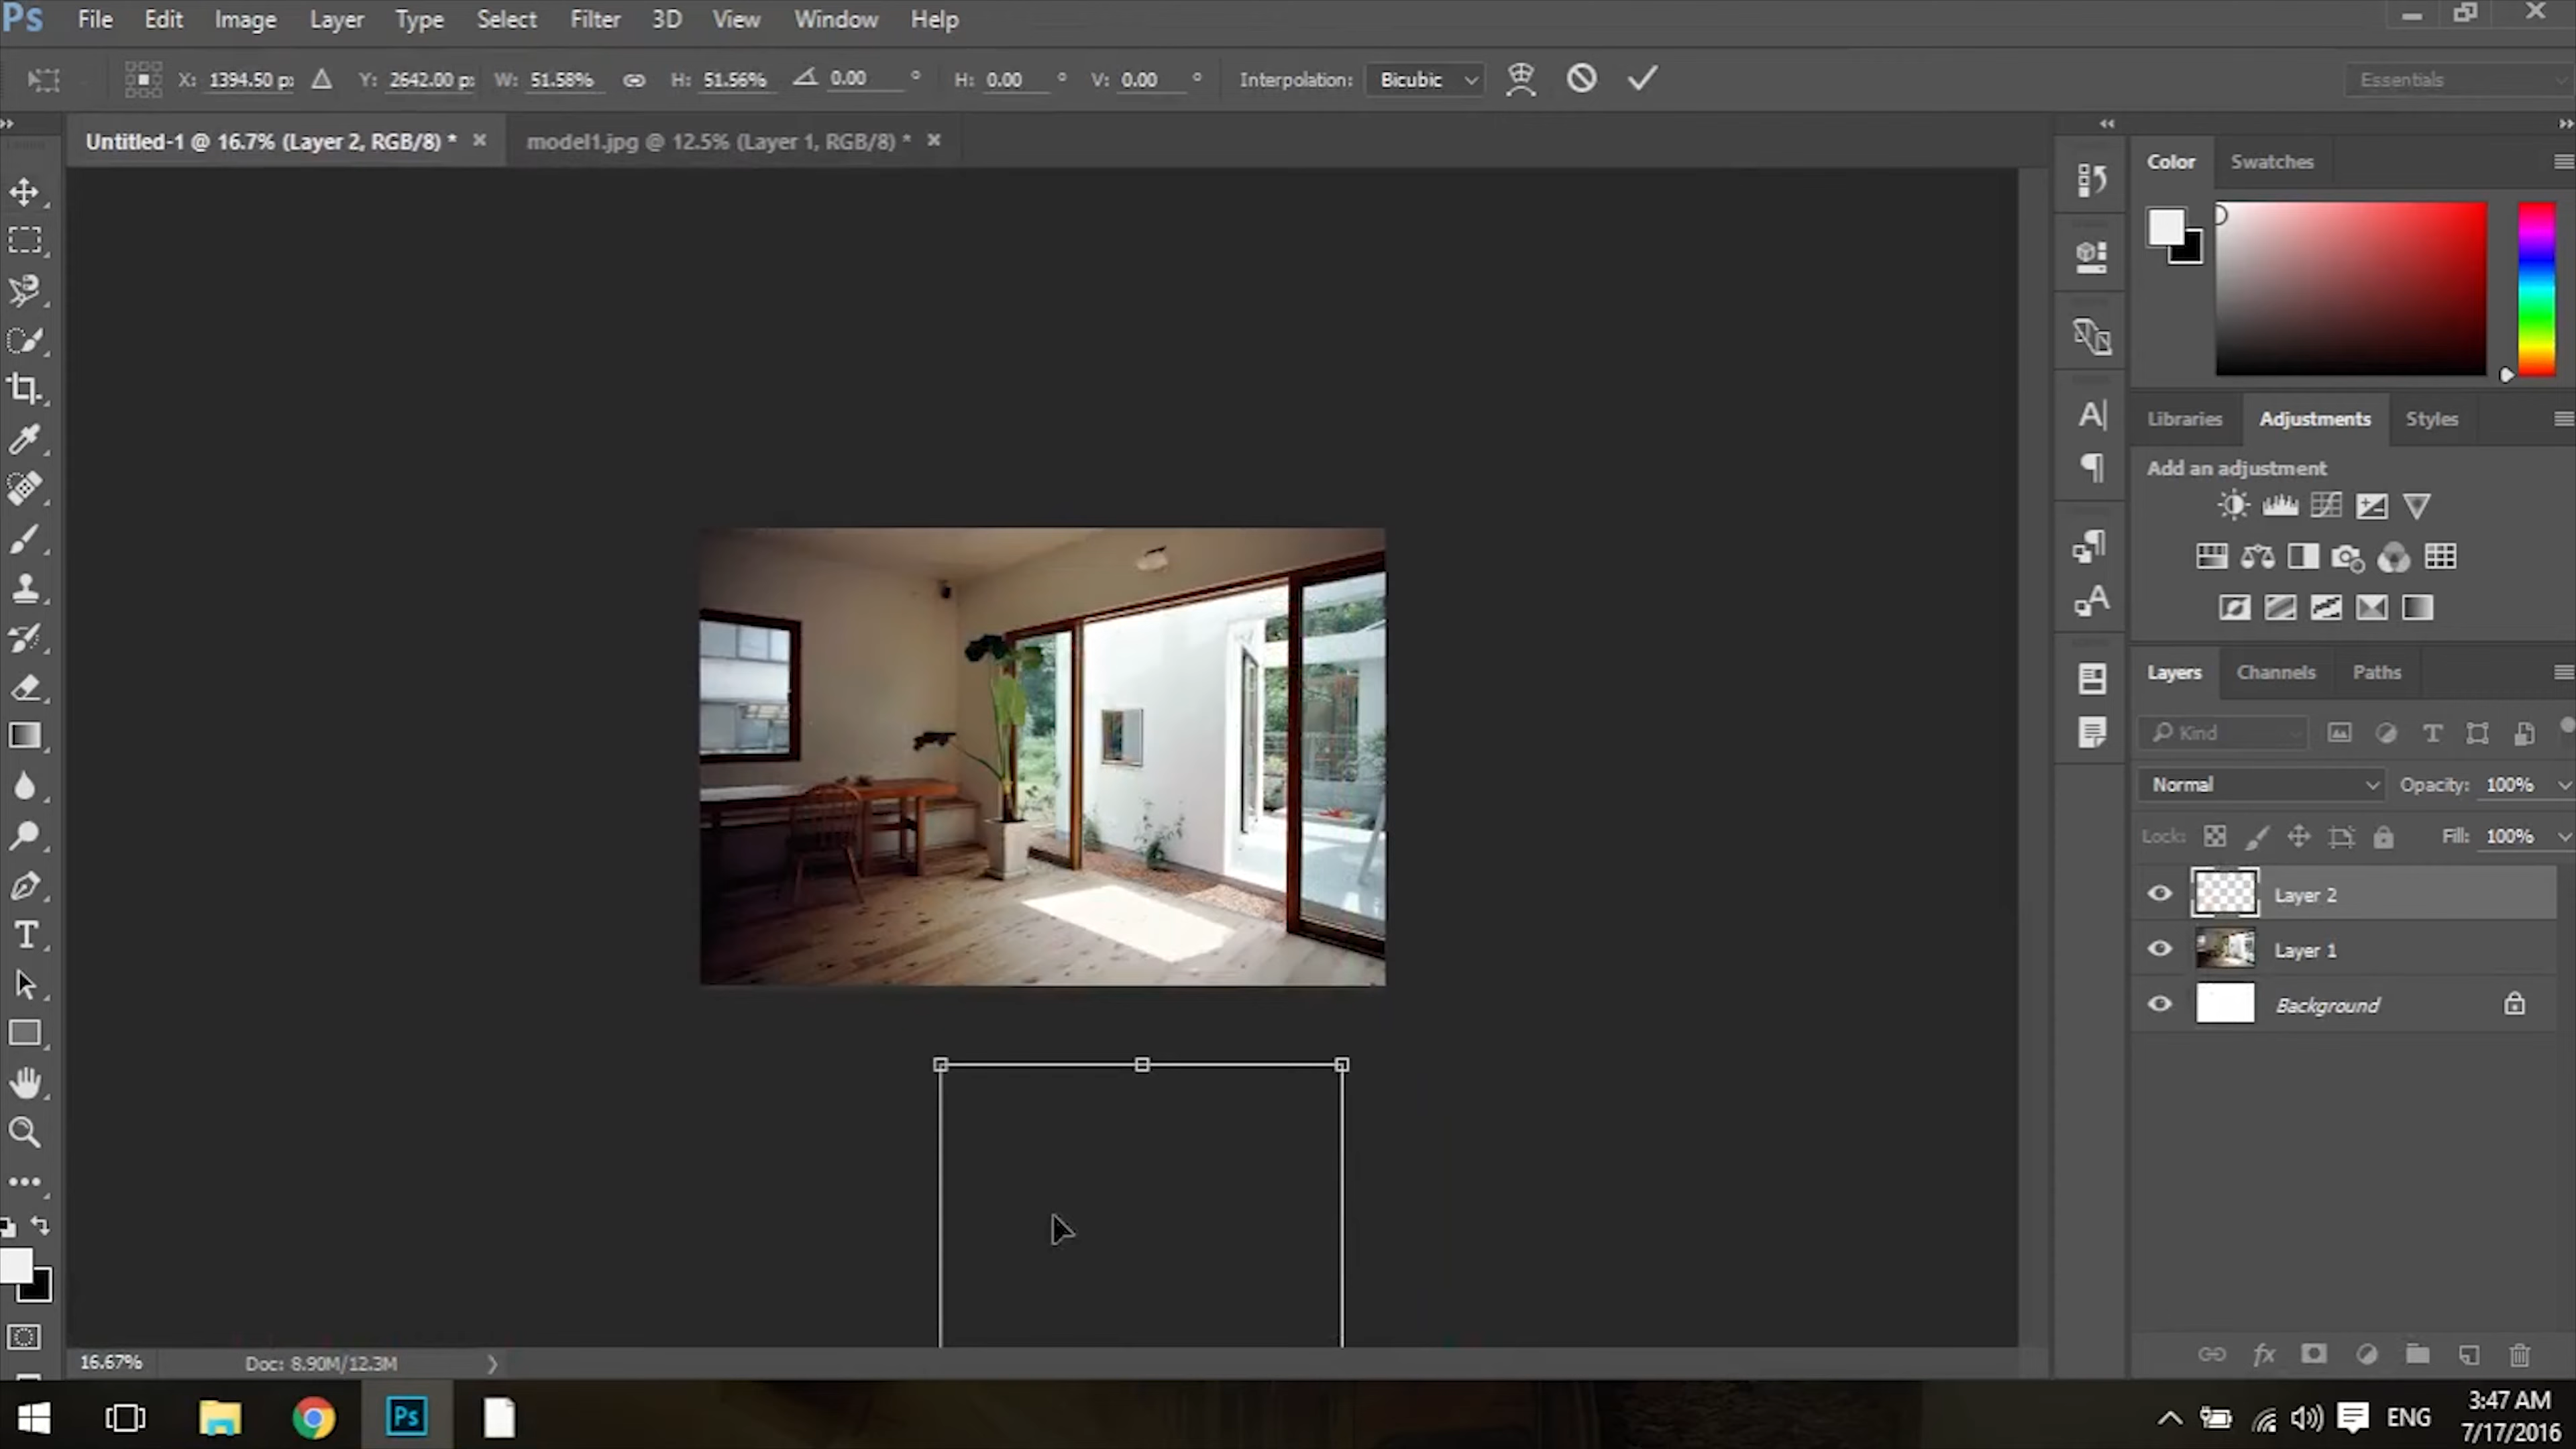 Ps File Edit Image Layer Type Select Filter 3D View Window Help
X: 1394.50 p: Y: 2642.00 p: W: 51.58% H: 51.56% 0.00 ° H: 0.00 ° V: 0.00 ° Interpolation: Bicubic Essentials
Untitled-1 @ 16.7% (Layer 2, RGB/8) * model1.jpg @ 12.5% (Layer 1, RGB/8) *
Color Swatches
Libraries Adjustments Styles
Add an adjustment
Layers Channels Paths
Kind
Normal Opacity: 100%
Lock: Fill: 100%
Layer 2
Layer 1
Background
fx
16.67% Doc: 8.90M/12.3M
Ps ENG 3:47 AM
7/17/2016